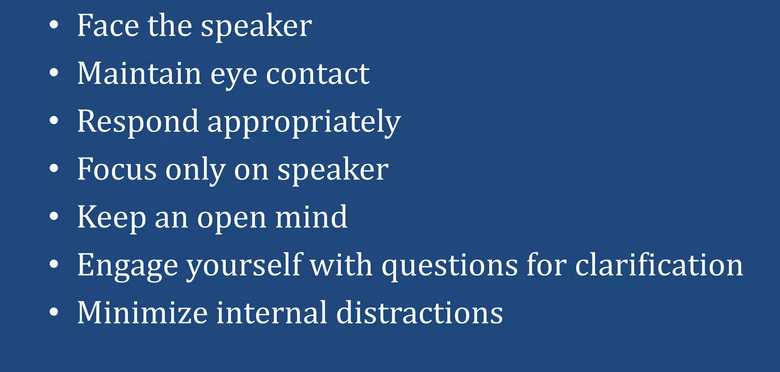 • Face the speaker
• Maintain eye contact
• Respond appropriately
• Focus only on speaker
• Keep an open mind
• Engage yourself with questions for clarification
• Minimize internal distractions